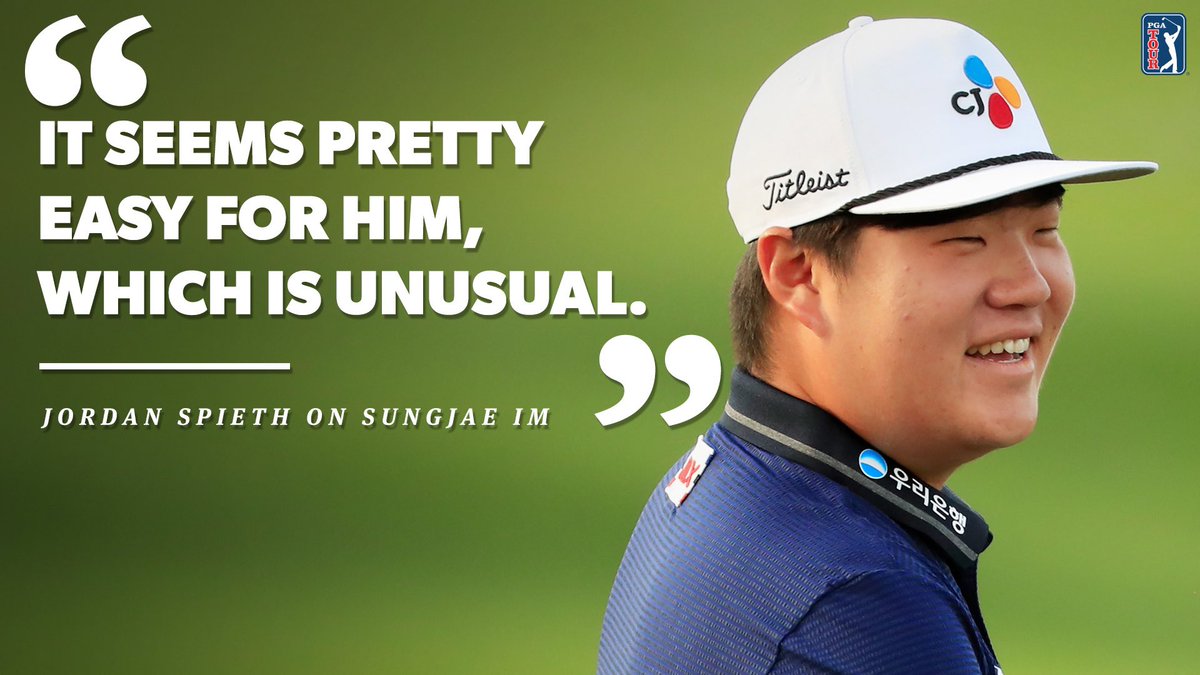 “
IT SEEMS PRETTY
EASY FOR HIM,
WHICH IS UNUSUAL.
”
JORDAN SPIETH ON SUNGJAE IM
PGA
TOUR
CJ
Titleist
우리은행